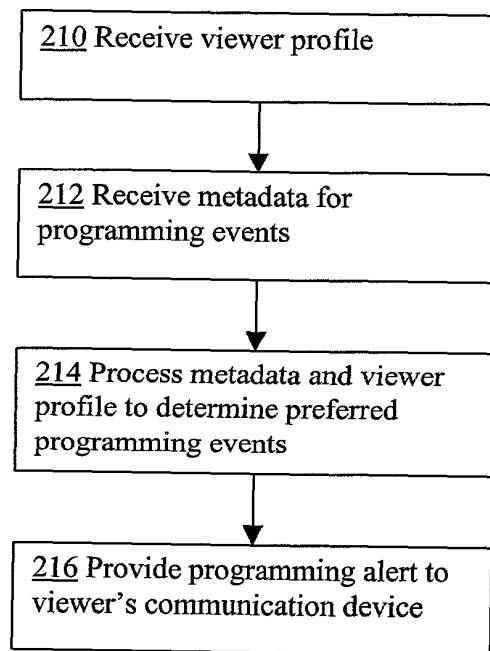 210 Receive viewer profile
212 Receive metadata for
programming events
214 Process metadata and viewer
profile to determine preferred
programming events
216 Provide programming alert to
viewer's communication device